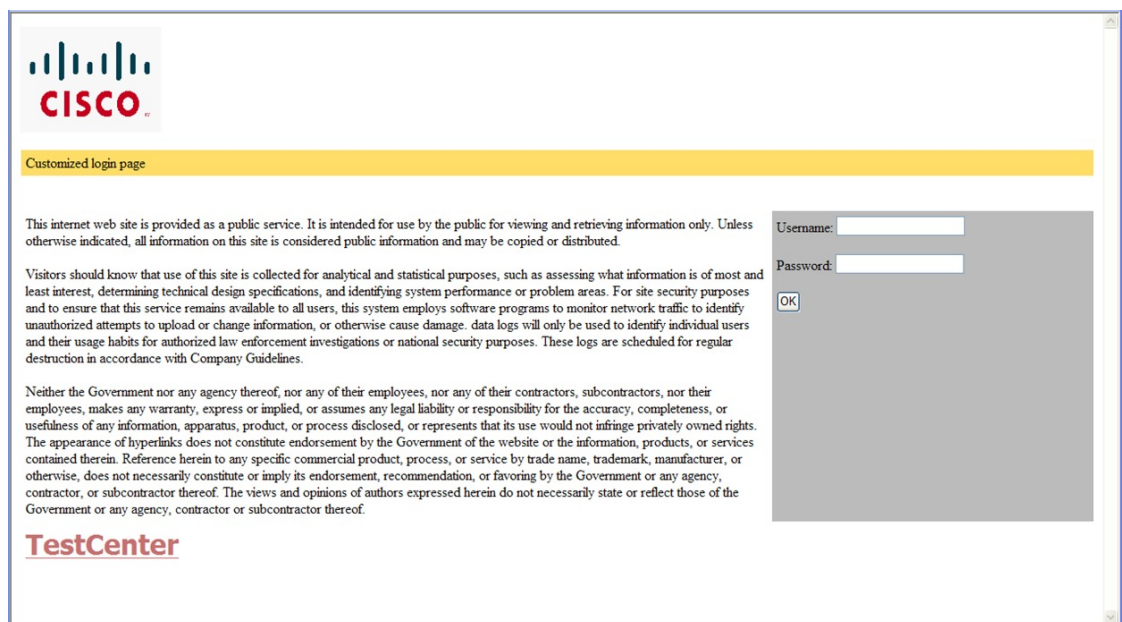 CISCO
Customized login page
This internet web site is provided as a public service. It is intended for use by the public for viewing and retrieving information only. Unless
otherwise indicated, all information on this site is considered public information and may be copied or distributed.
Username:
Password:
OK
Visitors should know that use of this site is collected for analytical and statistical purposes, such as assessing what information is of most and
least interest, determining technical design specifications, and identifying system performance or problem areas. For site security purposes
and to ensure that this service remains available to all users, this system employs software programs to monitor network traffic to identify
unauthorized attempts to upload or change information, or otherwise cause damage. data logs will only be used to identify individual users
and their usage habits for authorized law enforcement investigations or national security purposes. These logs are scheduled for regular
destruction in accordance with Company Guidelines.
Neither the Government nor any agency thereof, nor any of their employees, nor any of their contractors, subcontractors, nor their
employees, makes any warranty, express or implied, or assumes any legal liability or responsibility for the accuracy, completeness, or
usefulness of any information, apparatus, product, or process disclosed, or represents that its use would not infringe privately owned rights.
The appearance of hyperlinks does not constitute endorsement by the Government of the website or the information, products, or services
contained therein. Reference herein to any specific commercial product, process, or service by trade name, trademark, manufacturer, or
otherwise, does not necessarily constitute or imply its endorsement, recommendation, or favoring by the Government or any agency,
contractor, or subcontractor thereof. The views and opinions of authors expressed herein do not necessarily state or reflect those of the
Government or any agency, contractor or subcontractor thereof.
TestCenter